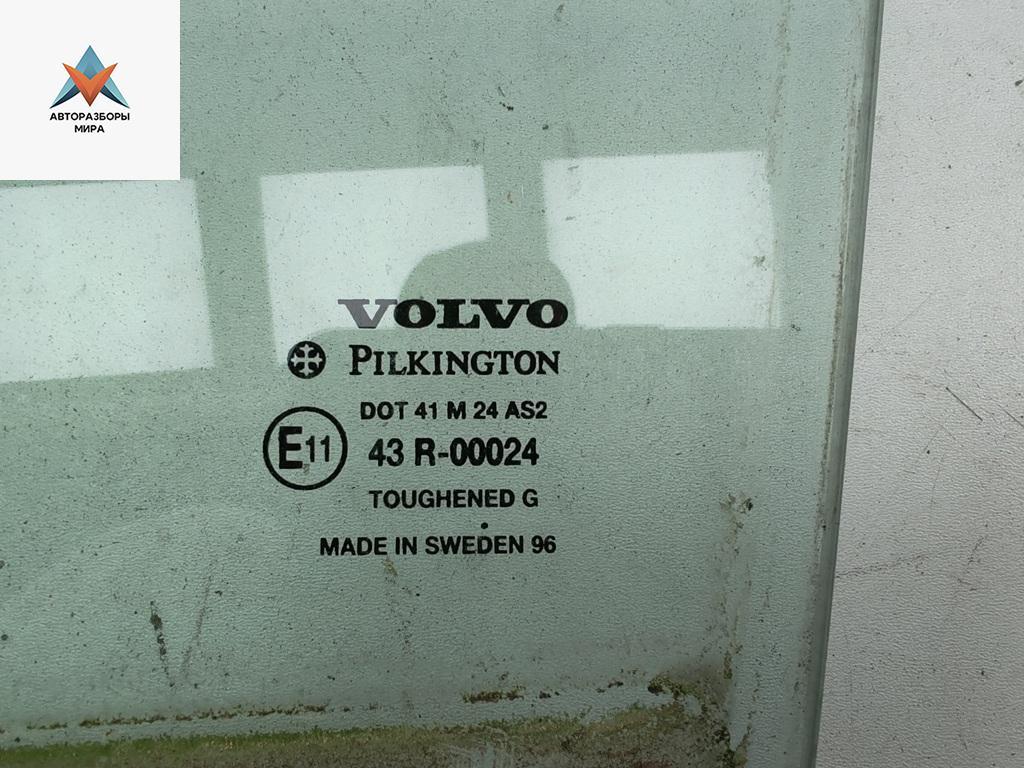 АВТОРАЗБОРЫ
МИРА
VOLVO
PILKINGTON
DOT 41 M 24 AS2
E11 43 R-00024
TOUGHENED G
MADE IN SWEDEN 96